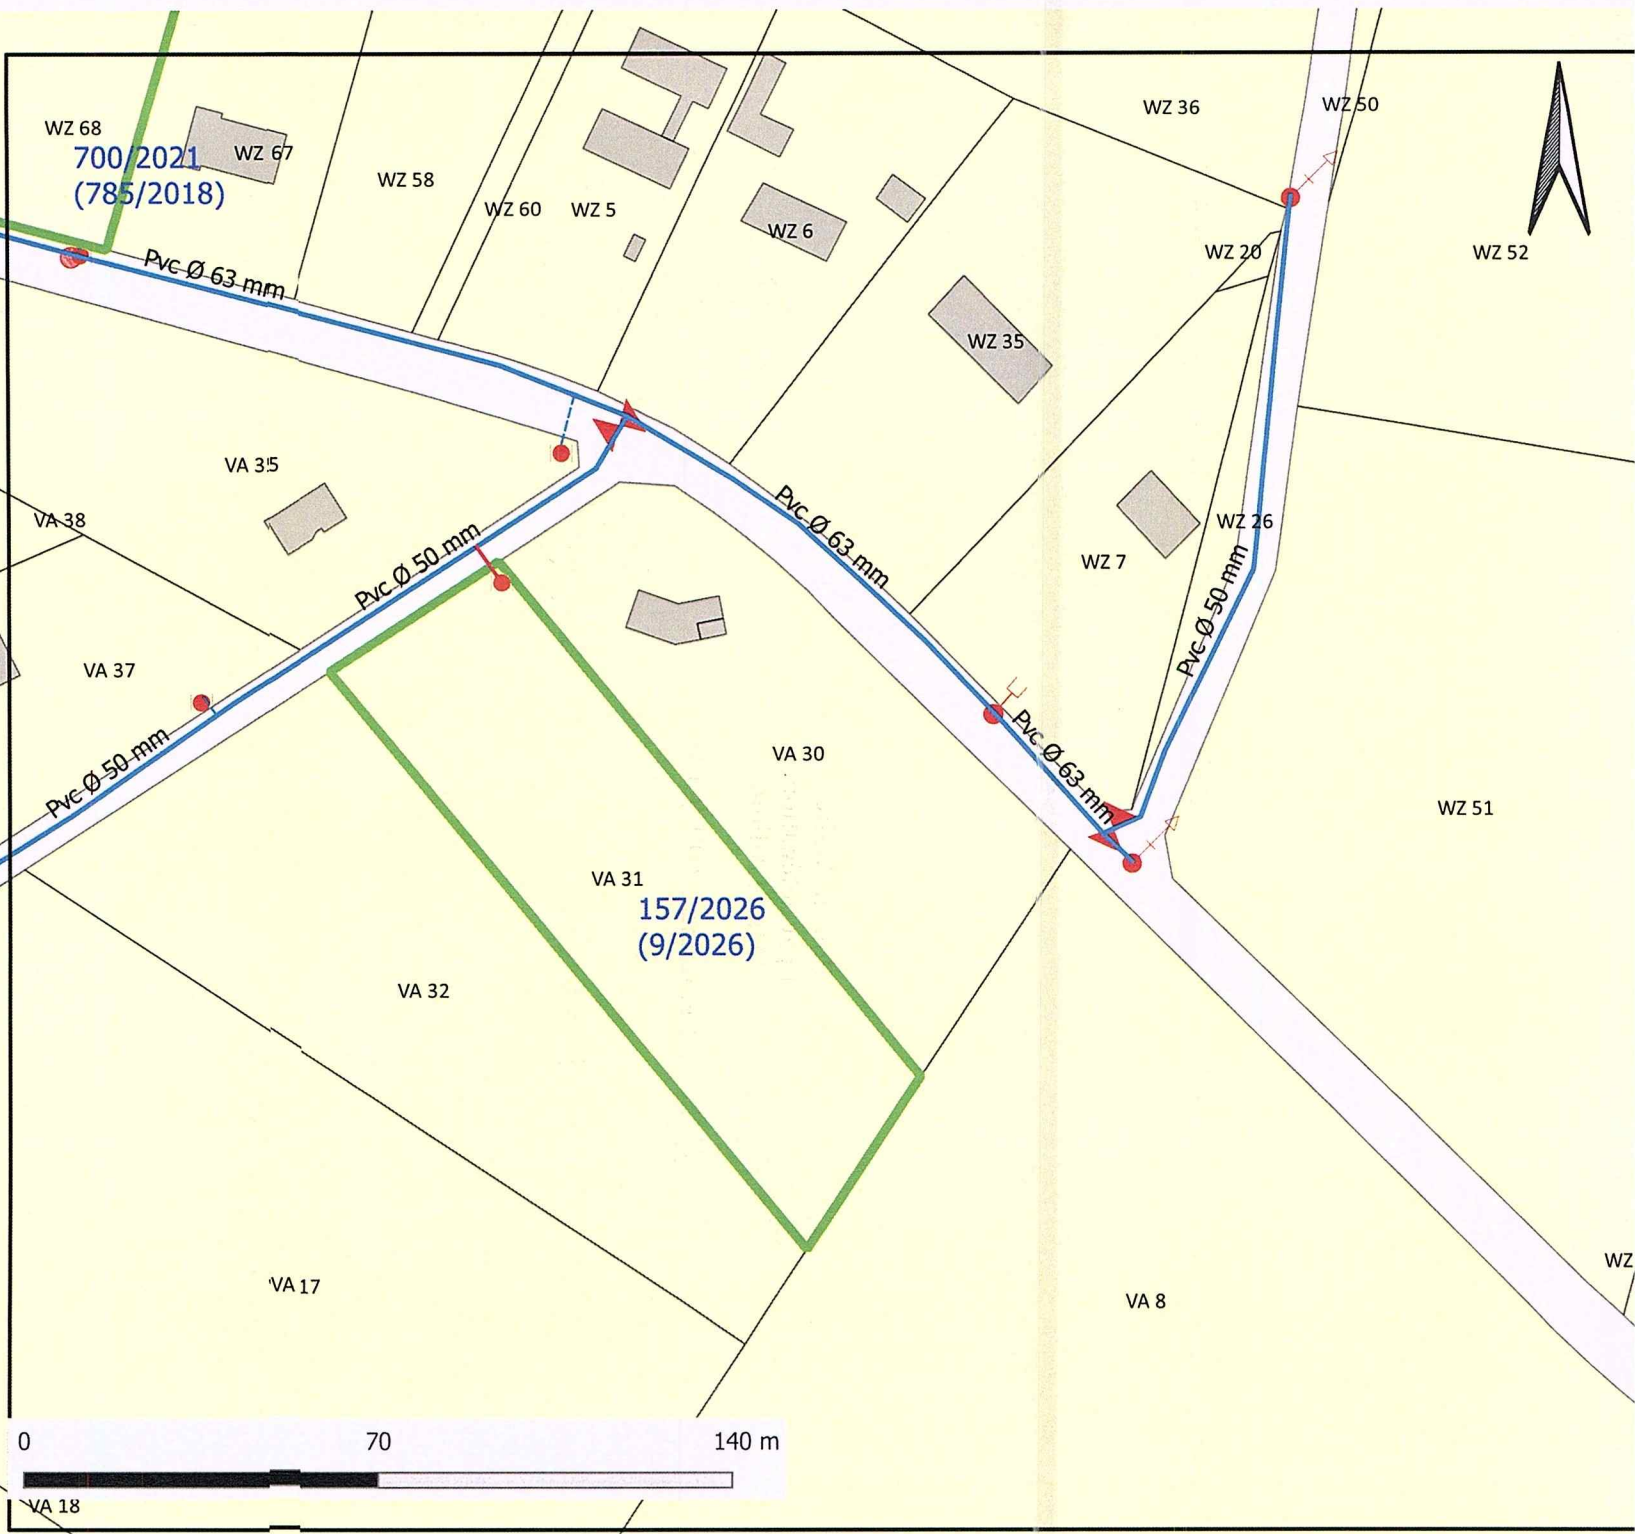 WZ 36
WZ 50
WZ 68
700/2021
(785/2018)
WZ 67
WZ 58
WZ 60
WZ 5
WZ 6
WZ 20
WZ 52
Pvc Ø 63 mm
WZ 35
VA 35
VA 38
Pvc Ø 50 mm
Pvc Ø 63 mm
WZ 26
WZ 7
Pvc Ø 50 mm
VA 37
Pvc Ø 50 mm
VA 30
Pvc Ø 63 mm
WZ 51
VA 31
157/2026
(9/2026)
VA 32
VA 17
VA 8
WZ
0 70 140 m
VA 18